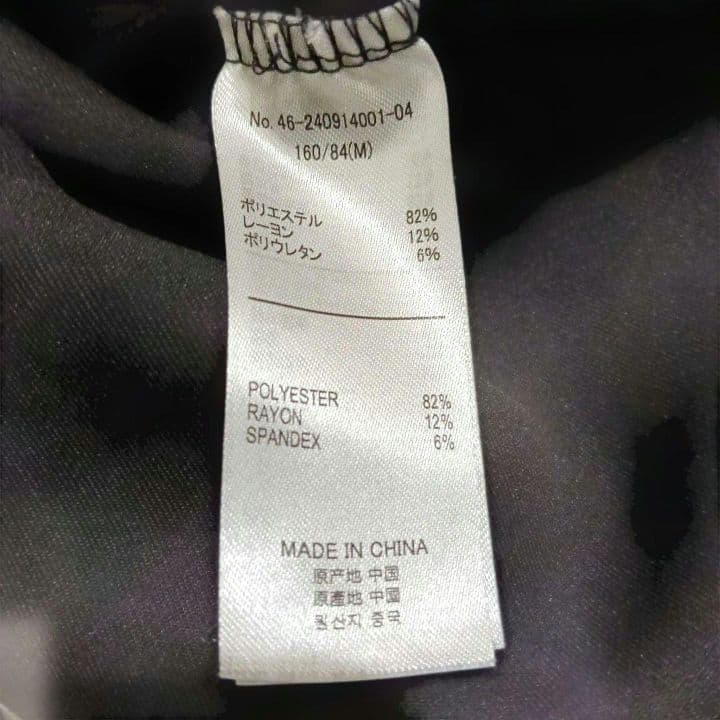 No. 46-240914001-04
160/84(M)
ポリエステル 82%
レーヨン 12%
ポリウレタン 6%
POLYESTER 82%
RAYON 12%
SPANDEX 6%
MADE IN CHINA
原产地 中国
原產地 中國
원산지 중국